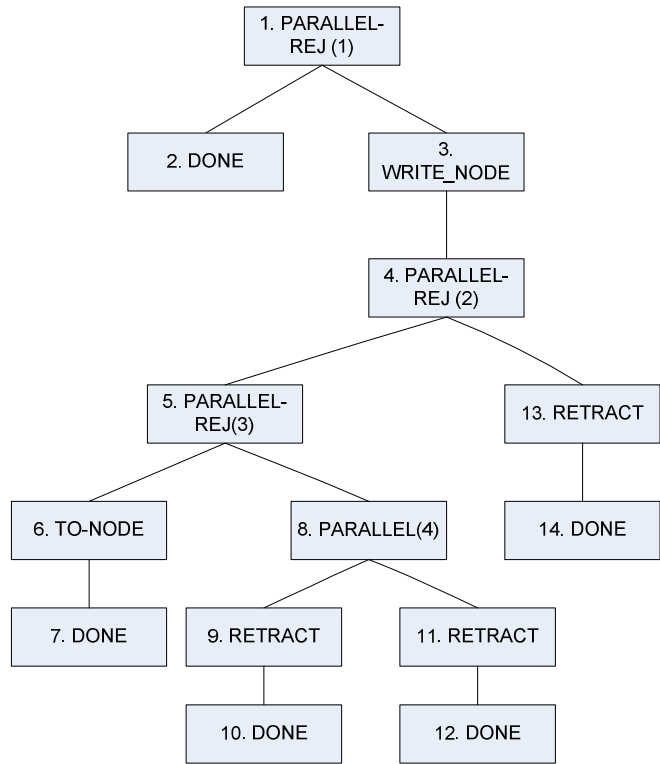 1. PARALLEL-
REJ (1)
2. DONE
3.
WRITE_NODE
4. PARALLEL-
REJ (2)
5. PARALLEL-
REJ(3)
13. RETRACT
6. TO-NODE
8. PARALLEL(4)
14. DONE
7. DONE
9. RETRACT
11. RETRACT
10. DONE
12. DONE